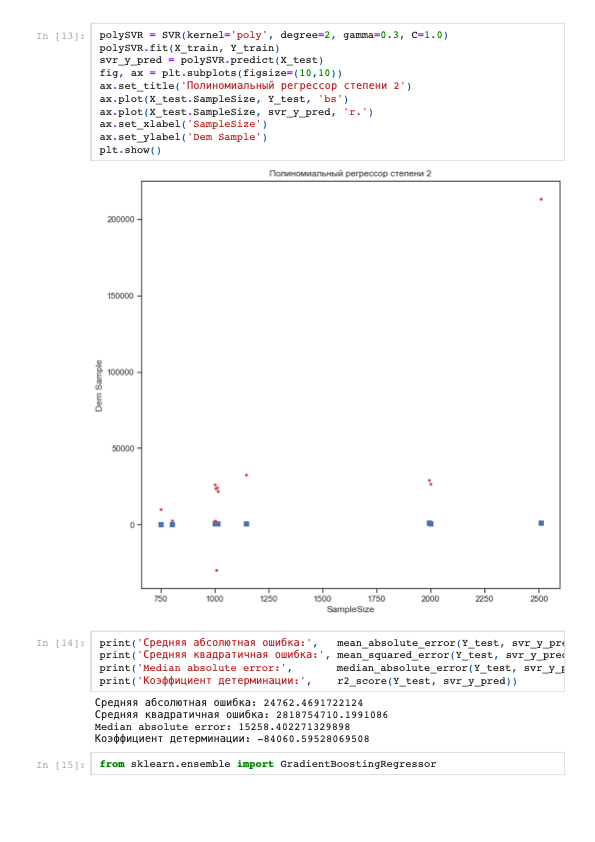 In [13]:
polySVR = SVR(kernel='poly', degree=2, gamma=0.3, C=1.0)
polySVR.fit(X_train, Y_train)
svr_y_pred = polySVR.predict(X_test)
fig, ax = plt.subplots(figsize=(10,10))
ax.set_title('Полиномиальный регрессор степени 2')
ax.plot(X_test.SampleSize, Y_test, 'bs')
ax.plot(X_test.SampleSize, svr_y_pred, 'r.')
ax.set_xlabel('SampleSize')
ax.set_ylabel('Dem Sample')
plt.show()
Полиномиальный регрессор степени 2
200000
150000
100000
50000
0
Dem Sample
750 1000 1250 1500 1750 2000 2250 2500
SampleSize
In [14]:
print('Средняя абсолютная ошибка:', mean_absolute_error(Y_test, svr_y_pre
print('Средняя квадратичная ошибка:', mean_squared_error(Y_test, svr_y_pred
print('Median absolute error:', median_absolute_error(Y_test, svr_y_p
print('Коэффициент детерминации:', r2_score(Y_test, svr_y_pred))
Средняя абсолютная ошибка: 24762.4691722124
Средняя квадратичная ошибка: 2818754710.1991086
Median absolute error: 15258.402271329898
Коэффициент детерминации: -84060.59528069508
In [15]:
from sklearn.ensemble import GradientBoostingRegressor